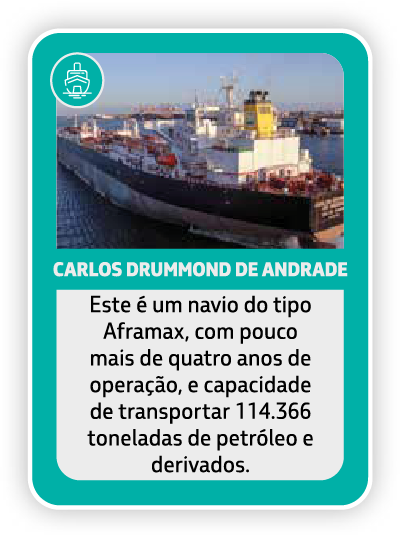 CARLOS DRUMMOND DE ANDRADE
Este é um navio do tipo
Aframax, com pouco
mais de quatro anos de
operação, e capacidade
de transportar 114.366
toneladas de petróleo e
derivados.